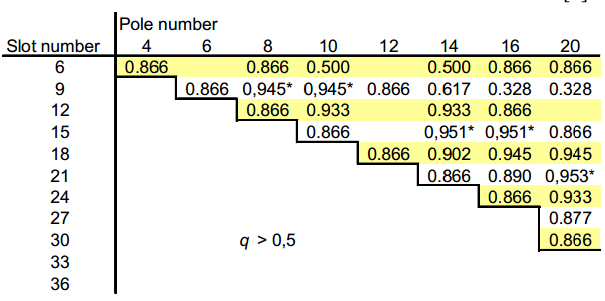 Pole number
Slot number 4 6 8 10 12 14 16 20
6 0.866 0.866 0.500 0.500 0.866 0.866
9 0.866 0,945* 0,945* 0.866 0.617 0.328 0.328
12 0.866 0.933 0.933 0.866
15 0.866 0,951* 0,951* 0.866
18 0.866 0.902 0.945 0.945
21 0.866 0.890 0,953*
24 0.866 0.933
27 0.877
30 q > 0,5 0.866
33
36